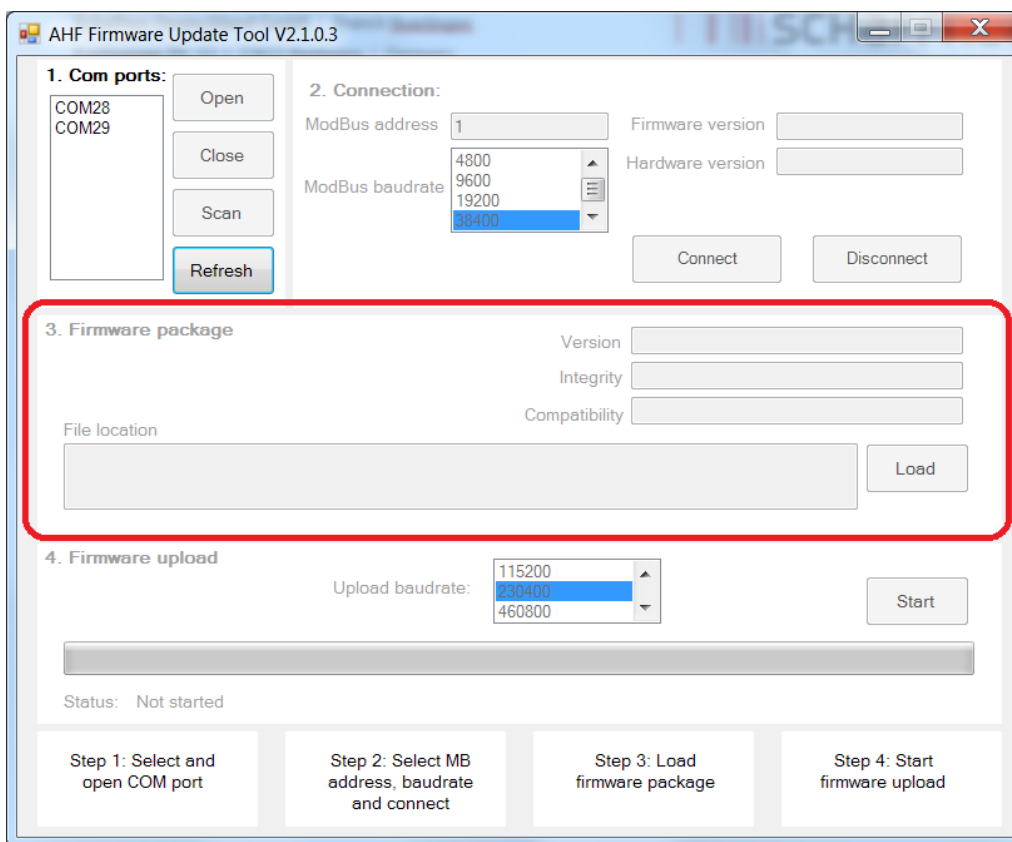 AHF Firmware Update Tool V2.1.0.3
1. Com ports:
COM28
COM29
Open
Close
Scan
Refresh
2. Connection:
ModBus address
1
ModBus baudrate
4800
9600
19200
38400
Firmware version
Hardware version
Connect
Disconnect
3. Firmware package
Version
Integrity
Compatibility
File location
Load
4. Firmware upload
Upload baudrate:
115200
230400
460800
Start
Status: Not started
Step 1: Select and
open COM port
Step 2: Select MB
address, baudrate
and connect
Step 3: Load
firmware package
Step 4: Start
firmware upload